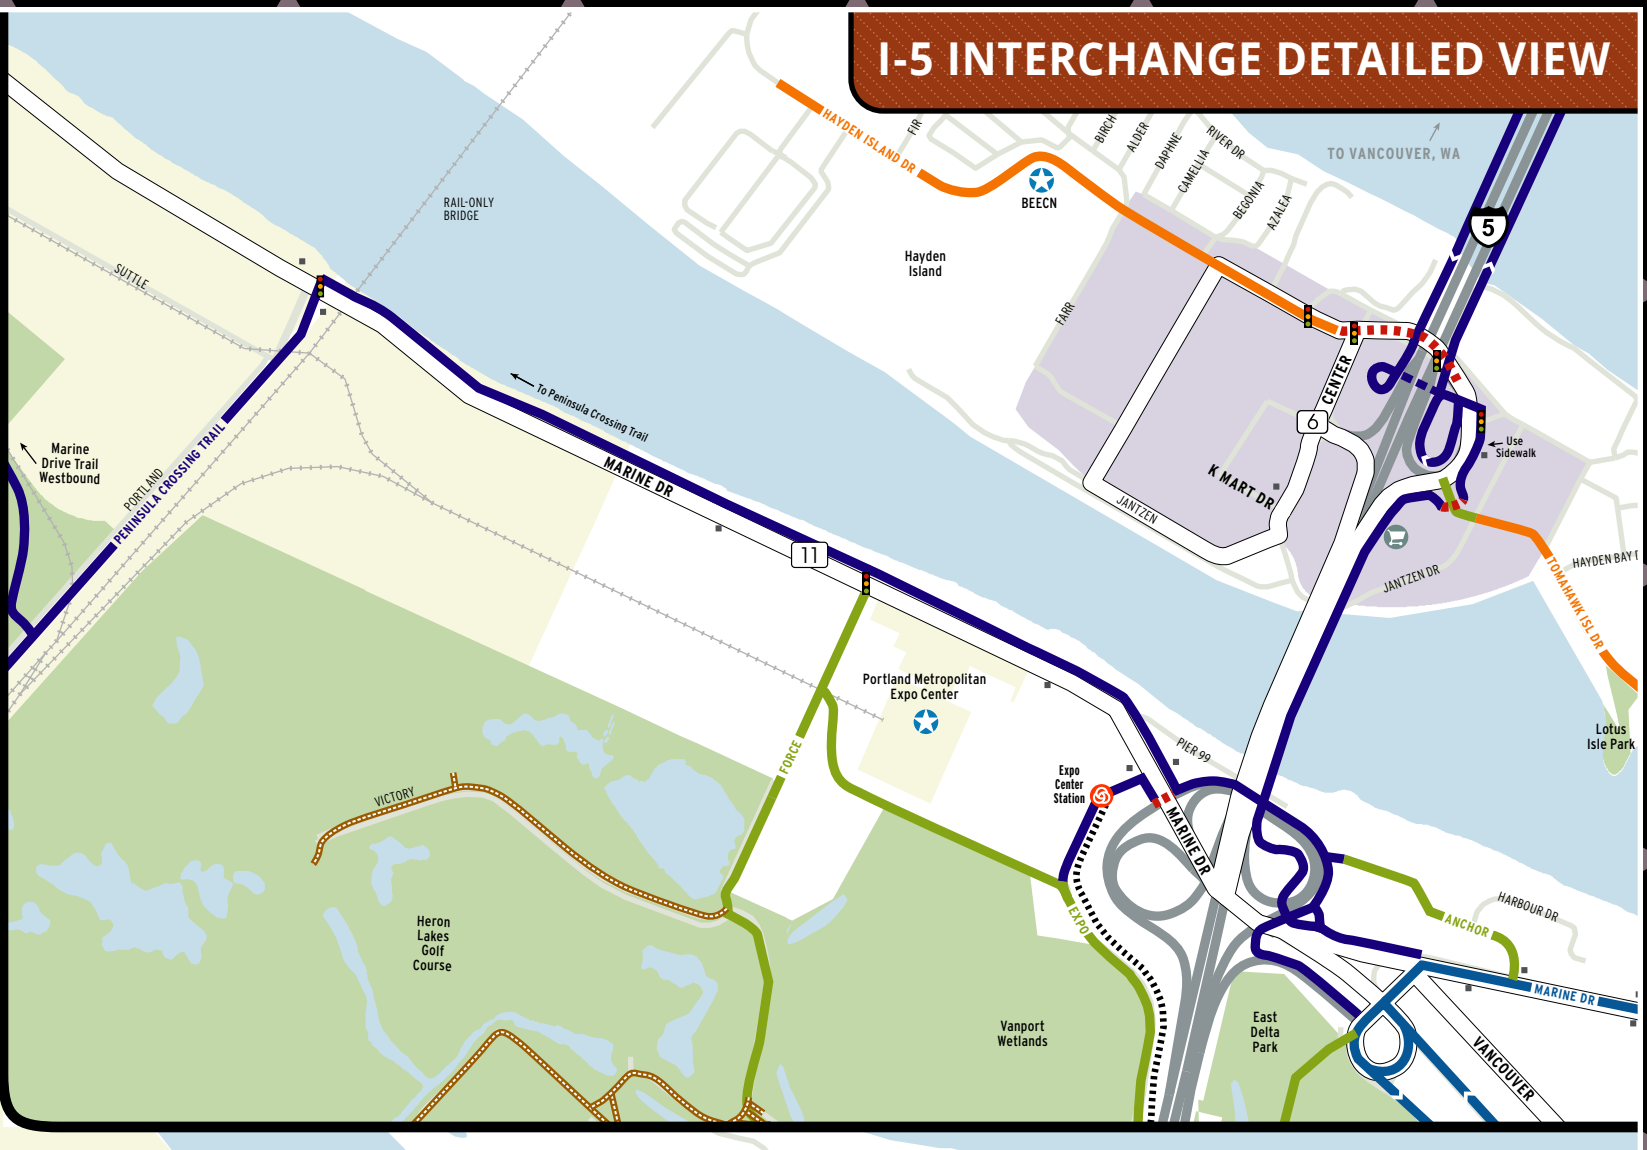 I-5 INTERCHANGE DETAILED VIEW
HAYDEN ISLAND DR
FIR
BIRCH
ALDER
DAPHNE
CAMELLIA
RIVER DR
BEGONIA
AZALEA
TO VANCOUVER, WA
BEECN
RAIL-ONLY
BRIDGE
5
Hayden
Island
SUTTLE
FARR
To Peninsula Crossing Trail
CENTER
6
Use
Sidewalk
Marine
Drive Trail
Westbound
PORTLAND
PENINSULA CROSSING TRAIL
MARINE DR
K MART DR
JANTZEN
11
JANTZEN DR
HAYDEN BAY
TOMAHAWK ISL DR
Portland Metropolitan
Expo Center
Lotus
Isle Park
FORCE
PIER 99
Expo
Center
Station
VICTORY
MARINE DR
HARBOUR DR
ANCHOR
EXPO
Heron
Lakes
Golf
Course
MARINE DR
Vanport
Wetlands
East
Delta
Park
VANCOUVER